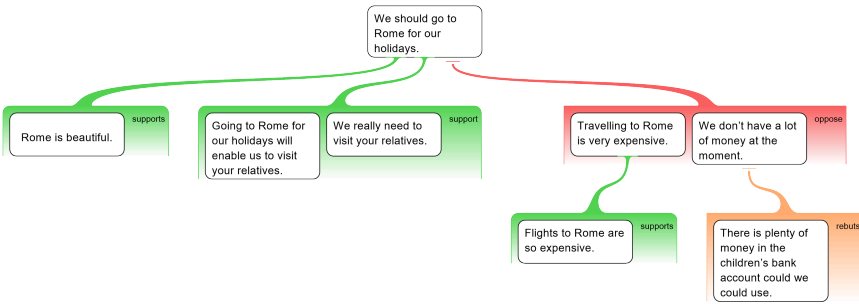 We should go to
Rome for our
holidays.
supports
Rome is beautiful.
support
Going to Rome for
our holidays will
enable us to visit
your relatives.
We really need to
visit your relatives.
oppose
Travelling to Rome
is very expensive.
We don't have a lot
of money at the
moment.
supports
Flights to Rome are
so expensive.
rebuts
There is plenty of
money in the
children's bank
account could we
could use.